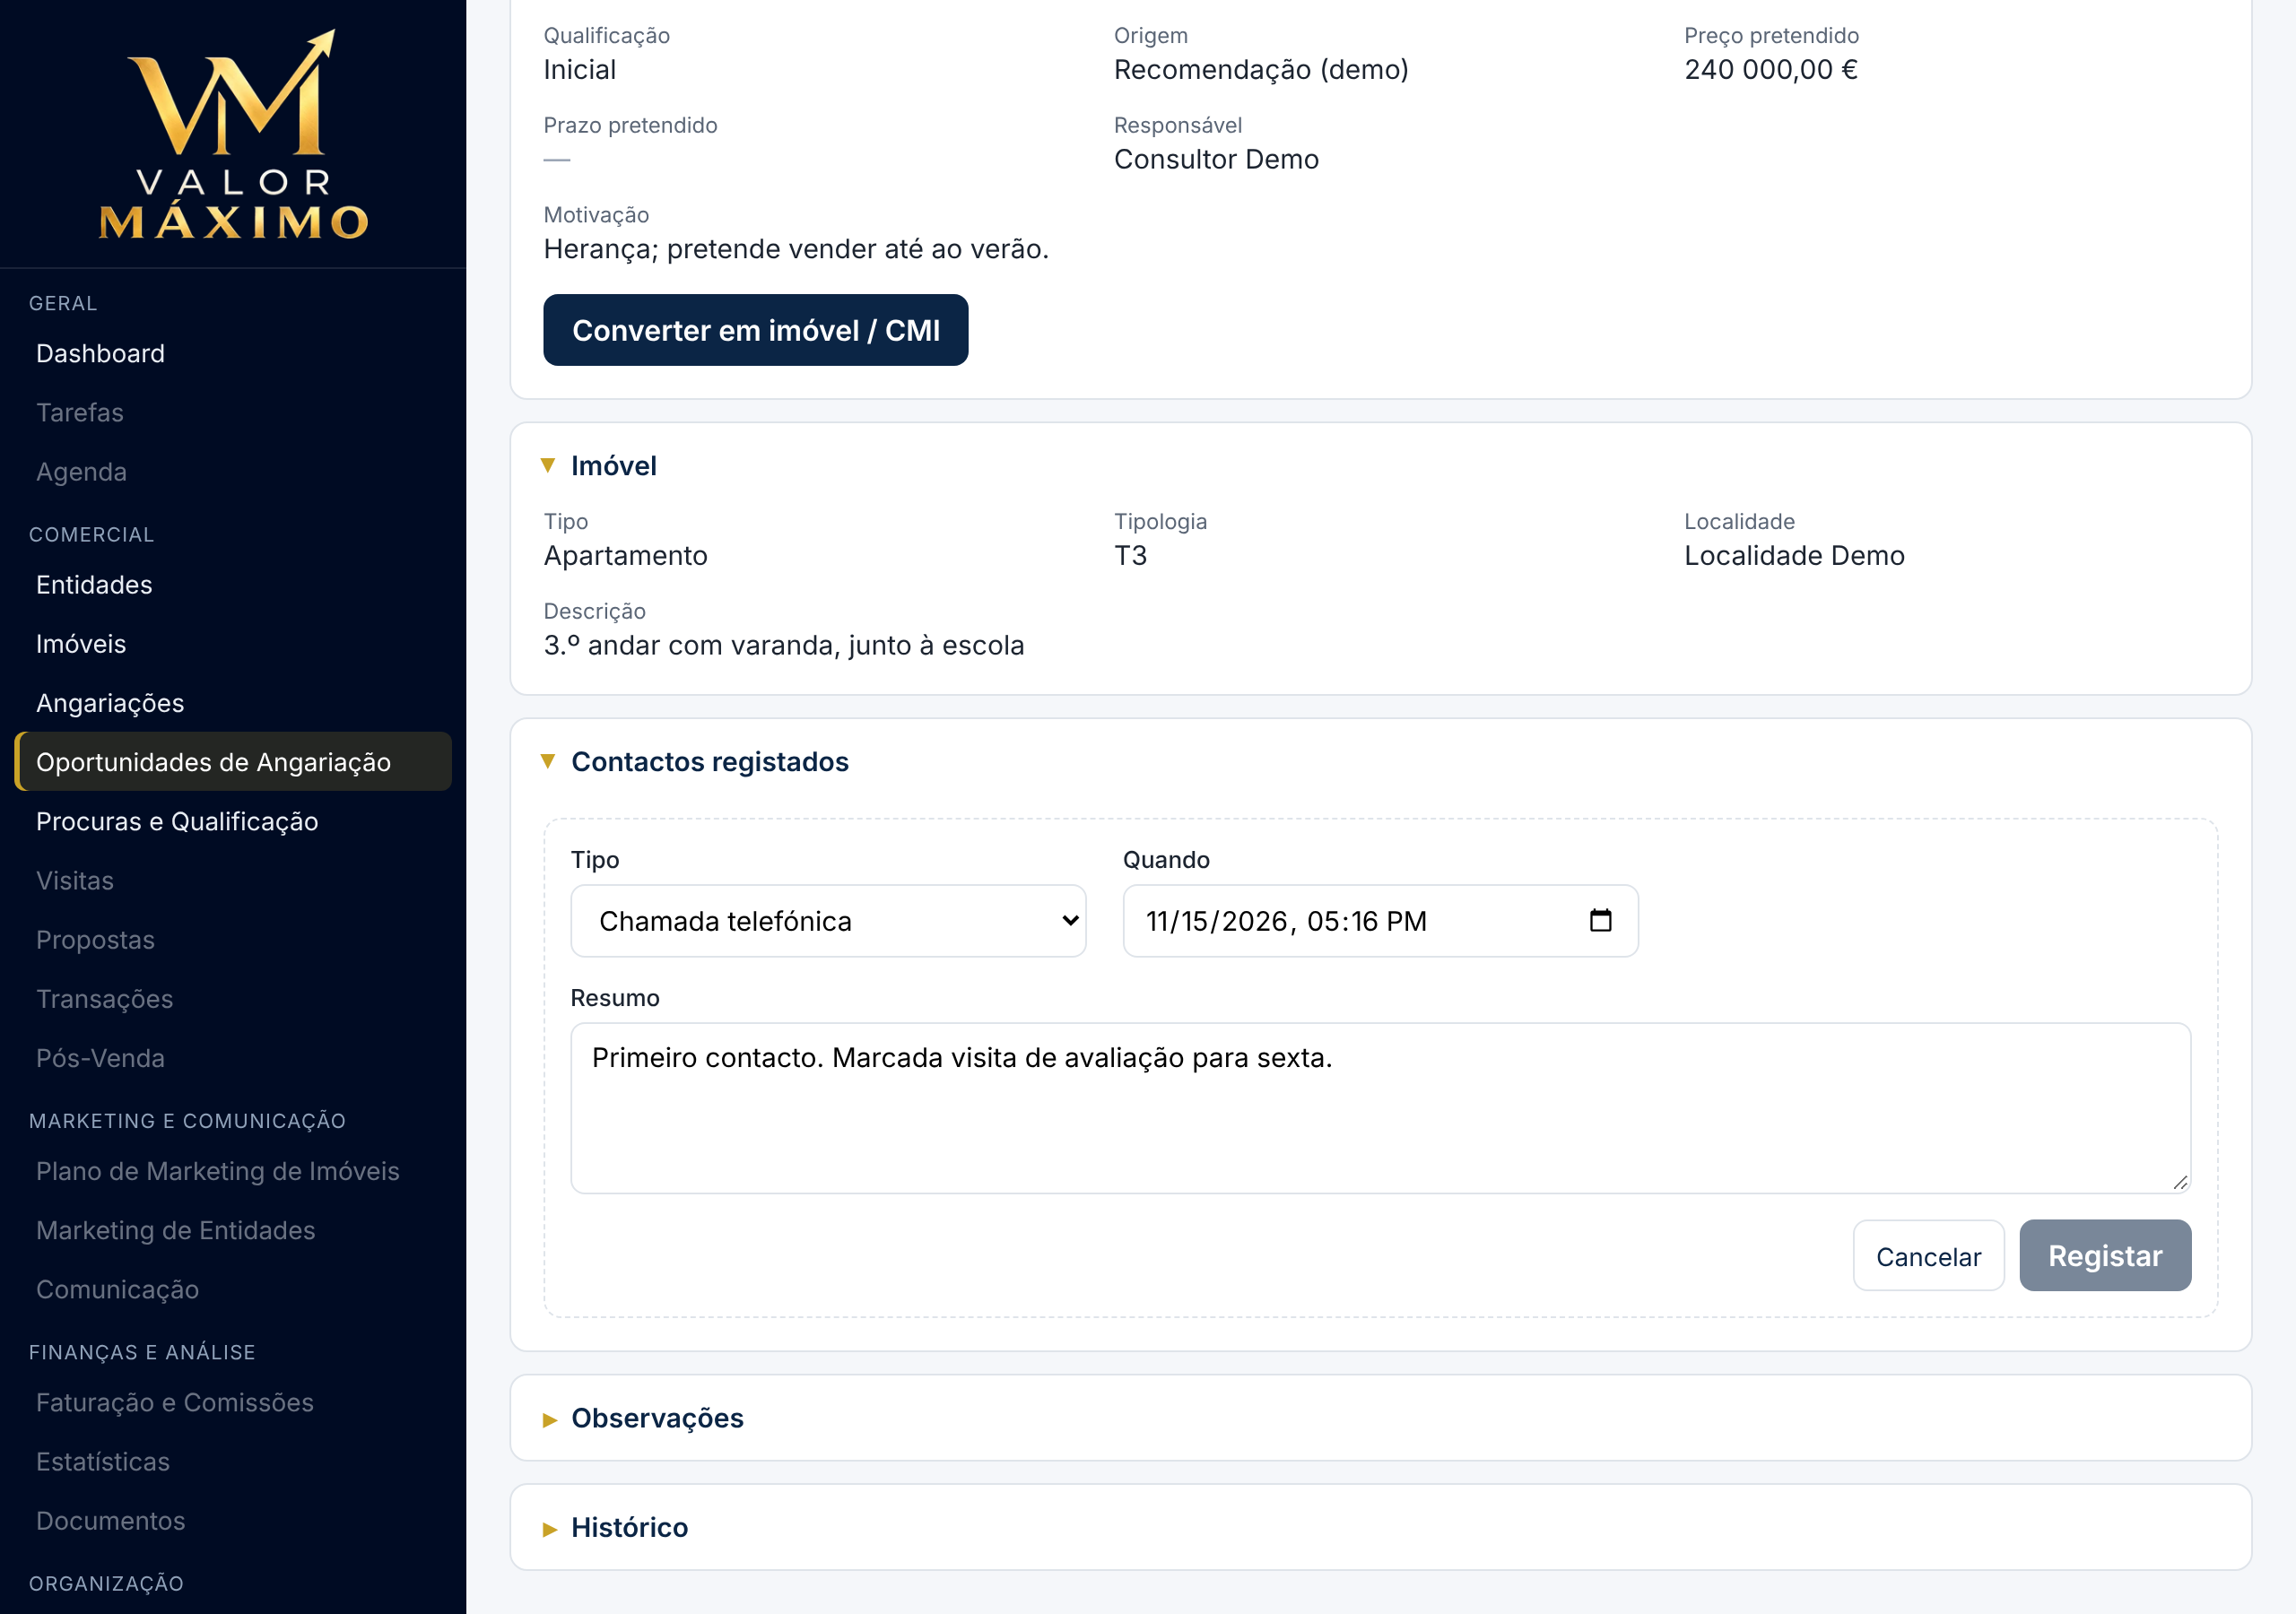 VM
VALOR
MÁXIMO
GERAL
Dashboard
Tarefas
Agenda
COMERCIAL
Entidades
Imóveis
Angariações
Oportunidades de Angariação
Procuras e Qualificação
Visitas
Propostas
Transações
Pós-Venda
MARKETING E COMUNICAÇÃO
Plano de Marketing de Imóveis
Marketing de Entidades
Comunicação
FINANÇAS E ANÁLISE
Faturação e Comissões
Estatísticas
Documentos
ORGANIZAÇÃO
Qualificação
Inicial
Origem
Recomendação (demo)
Preço pretendido
240 000,00 €
Prazo pretendido
—
Responsável
Consultor Demo
Motivação
Herança; pretende vender até ao verão.
Converter em imóvel / CMI
Imóvel
Tipo
Apartamento
Tipologia
T3
Localidade
Localidade Demo
Descrição
3.º andar com varanda, junto à escola
Contactos registados
Tipo
Chamada telefónica
Quando
11/15/2026, 05:16 PM
Resumo
Primeiro contacto. Marcada visita de avaliação para sexta.
Cancelar
Registar
Observações
Histórico